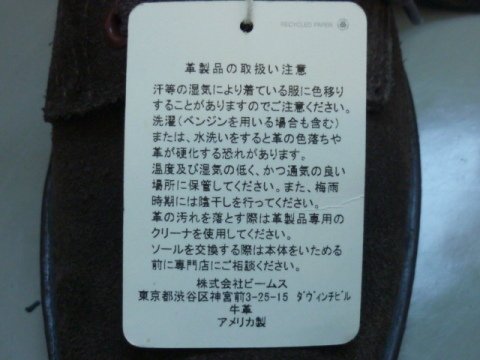 RECYCLED PAPER
革製品の取扱い注意
汗等の湿気により着ている服に色移り
することがありますのでご注意ください。
洗濯(ベンジンを用いる場合も含む)
または、水洗いをすると革の色落ちや
革が硬化する恐れがあります。
温度及び湿気の低く、かつ通気の良い
場所に保管してください。また、梅雨
時期には陰干しを行ってください。
革の汚れを落とす際は革製品専用の
クリーナを使用してください。
ソールを交換する際は本体をいためる
前に専門店にご相談ください。
株式会社ビームス
東京都渋谷区神宮前3-25-15 ダヴィンチビル
牛革
アメリカ製